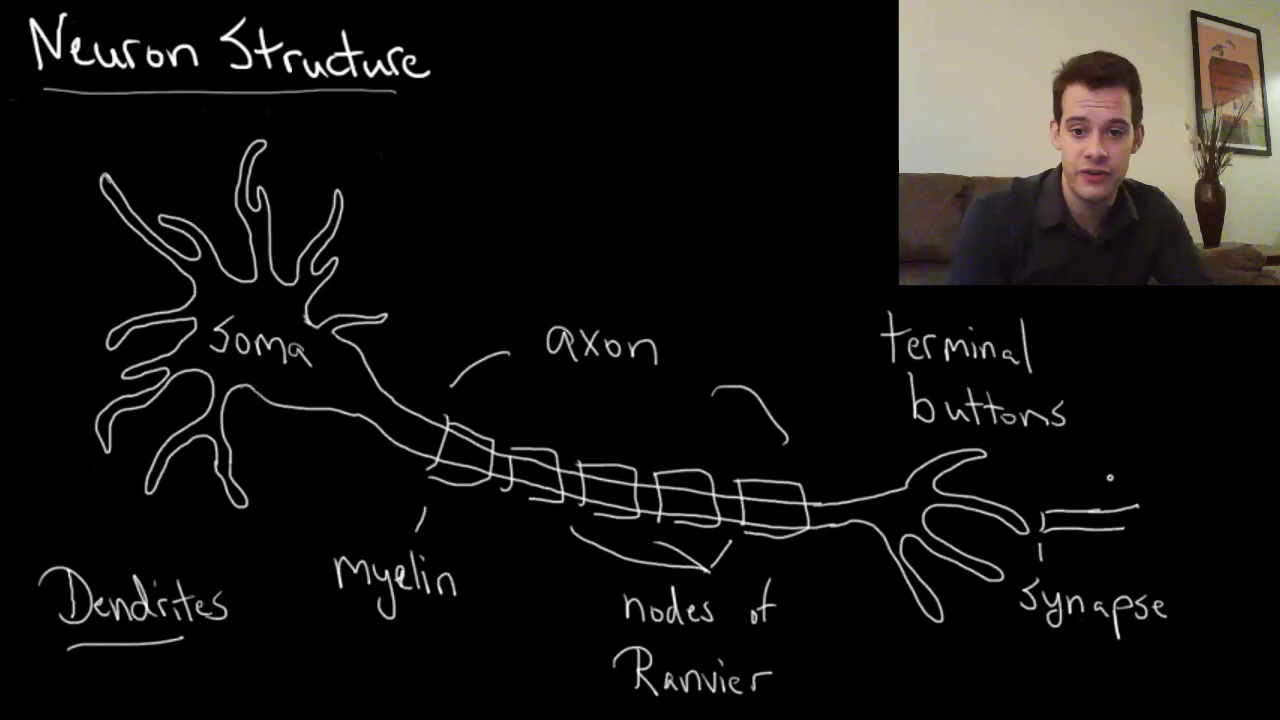 Neuron Structure
soma
axon
terminal
buttons
myelin
Dendrites
nodes of
Ranvier
synapse